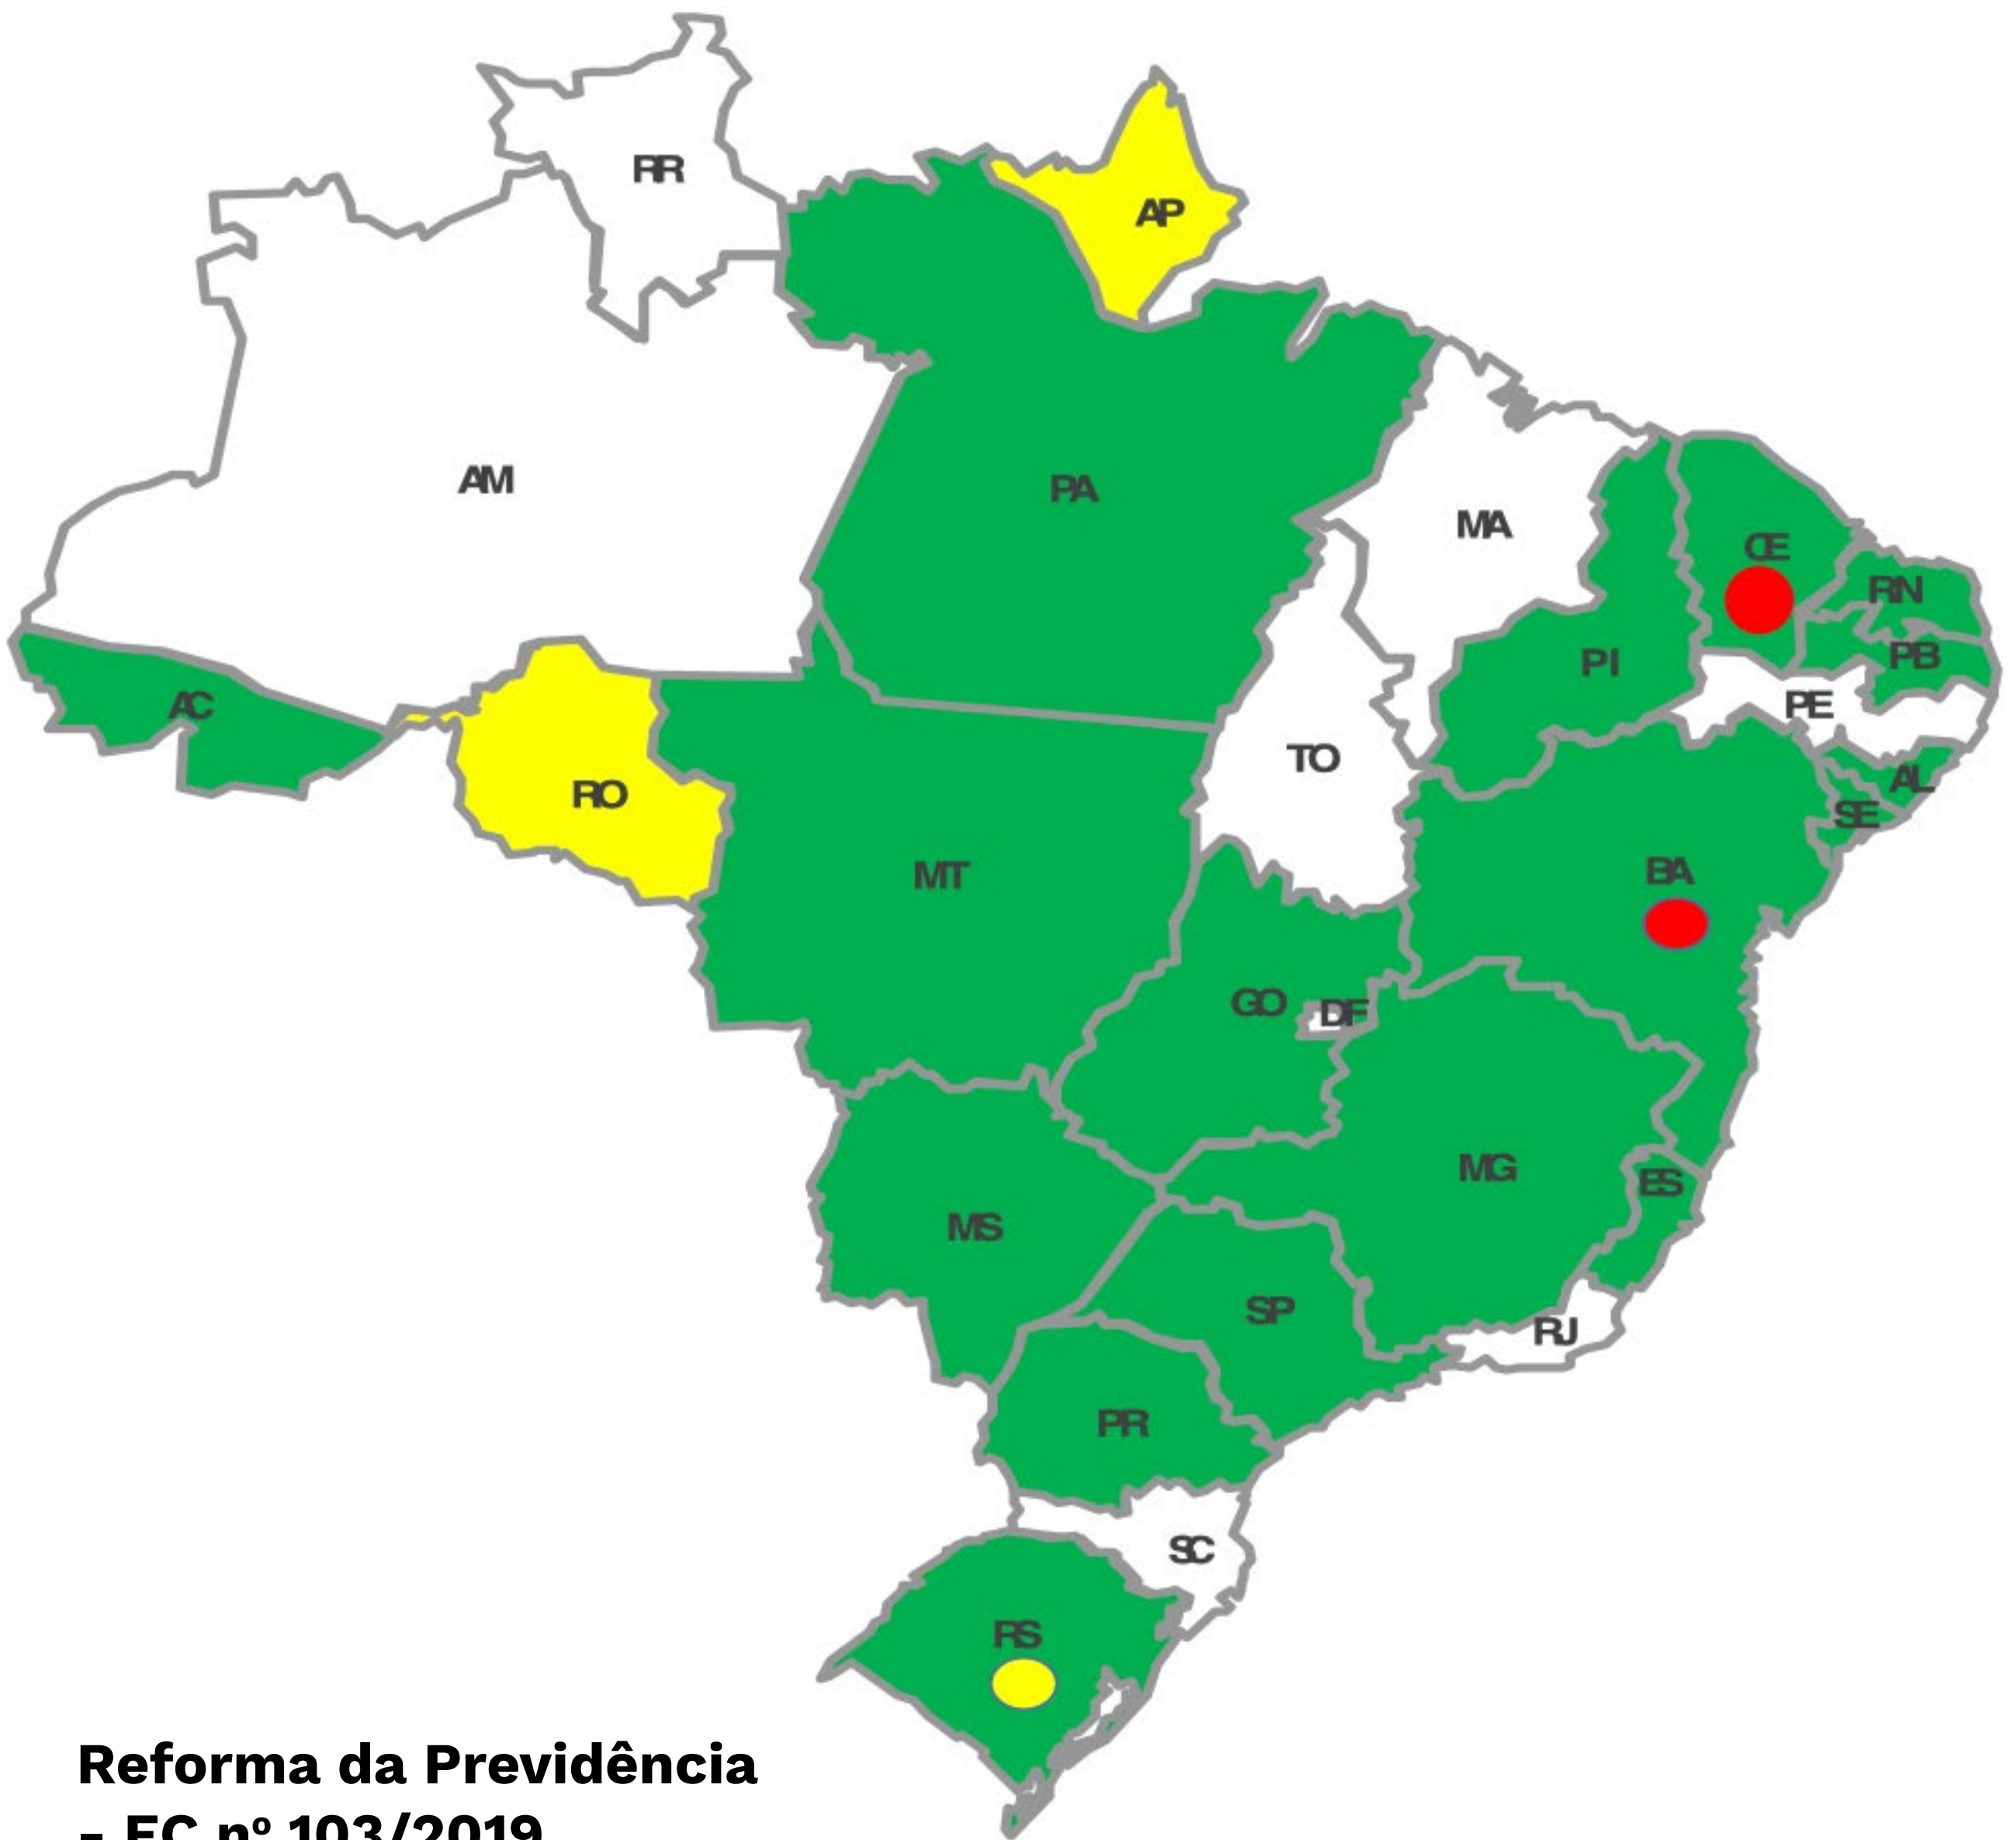 RR
AP
AM
PA
MA
CE
RN
PB
PI
PE
AC
TO
AL
RO
SE
BA
MT
GO
DF
MG
ES
MS
SP
RJ
PR
SC
RS
Reforma da Previdência
- EC nº 103/2019